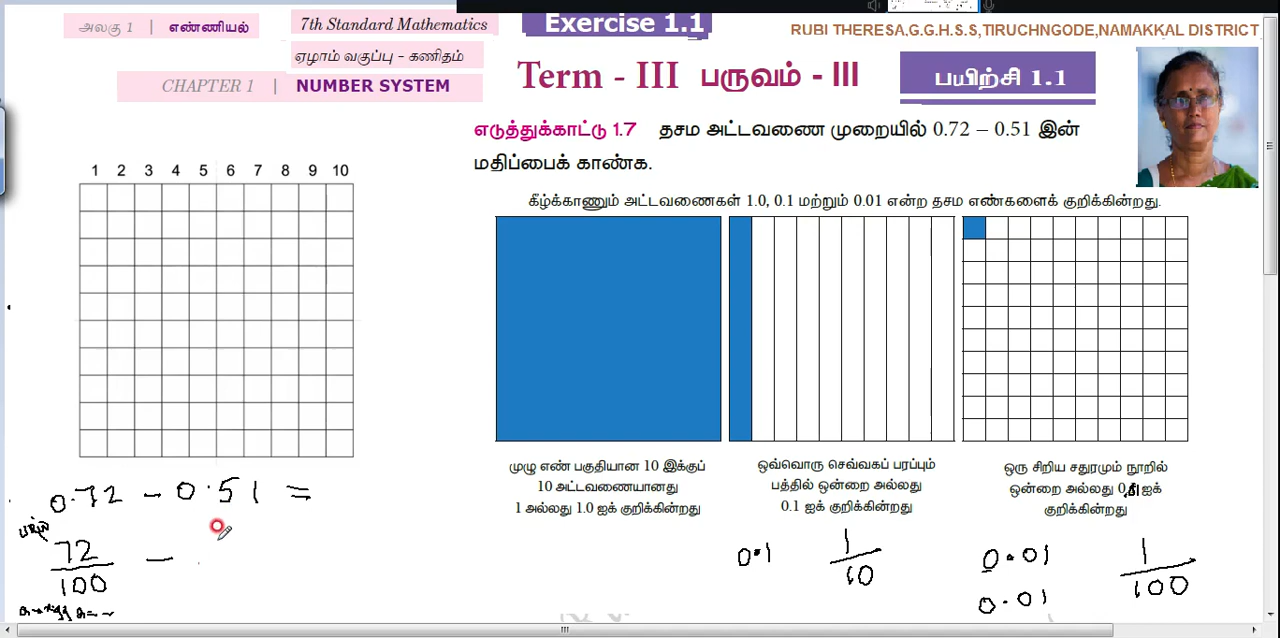 அலகு 1 | எண்ணியல்
7th Standard Mathematics
ஏழாம் வகுப்பு - கணிதம்
CHAPTER 1 | NUMBER SYSTEM
Exercise 1.1
RUBI THERESA,G.G.H.S.S,TIRUCHNGODE,NAMAKKAL DISTRICT
Term - III பருவம் - III
பயிற்சி 1.1
எடுத்துக்காட்டு 1.7 தசம அட்டவணை முறையில் 0.72 – 0.51 இன்
மதிப்பைக் காண்க.
கீழ்க்காணும் அட்டவணைகள் 1.0, 0.1 மற்றும் 0.01 என்ற தசம எண்களைக் குறிக்கின்றது.
1 2 3 4 5 6 7 8 9 10
முழு எண் பகுதியான 10 இக்குப்
10 அட்டவணையானது
1 அல்லது 1.0 ஐக் குறிக்கின்றது
ஒவ்வொரு செவ்வகப் பரப்பும்
பத்தில் ஒன்றை அல்லது
0.1 ஐக் குறிக்கின்றது
ஒரு சிறிய சதுரமும் நூறில்
ஒன்றை அல்லது ஐக்
குறிக்கின்றது
0.72 – 0.51 =
72
100
–
0.1
1
10
0.01
0.01
1
100